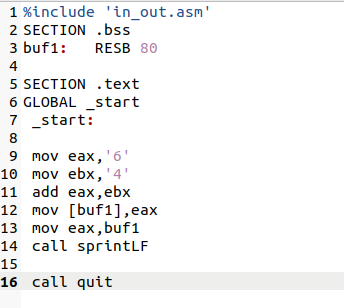 1 %include 'in_out.asm'
2 SECTION .bss
3 buf1:   RESB 80
4
5 SECTION .text
6 GLOBAL _start
7  _start:
8
9  mov eax,'6'
10  mov ebx,'4'
11  add eax,ebx
12  mov [buf1],eax
13  mov eax,buf1
14  call sprintLF
15
16  call quit